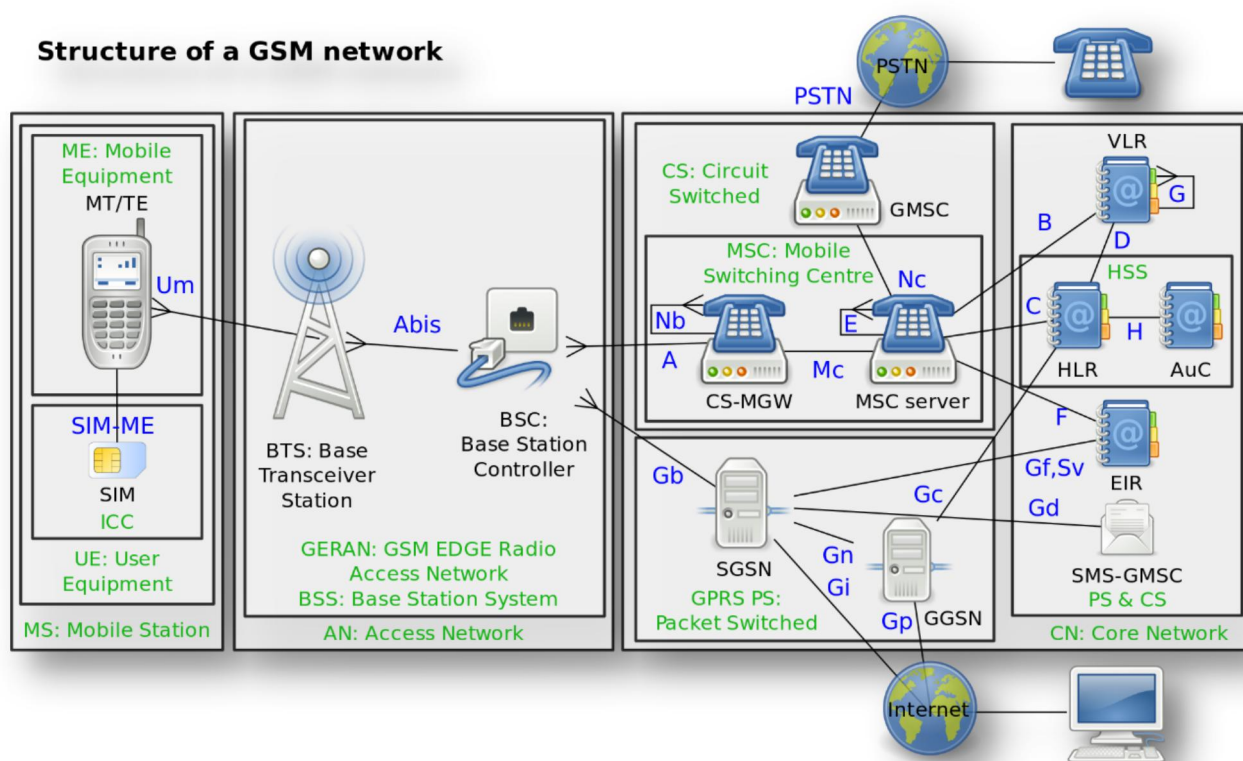 Structure of a GSM network
PSTN
PSTN
ME: Mobile
Equipment
MT/TE
Um
SIM-ME
SIM
ICC
UE: User
Equipment
MS: Mobile Station
Abis
BTS: Base
Transceiver
Station
BSC:
Base Station
Controller
GERAN: GSM EDGE Radio
Access Network
BSS: Base Station System
AN: Access Network
CS: Circuit
Switched
GMSC
MSC: Mobile
Switching Centre
Nc
Nb
E
A
Mc
CS-MGW
MSC server
Gb
SGSN
GPRS PS:
Packet Switched
Gn
Gi
Gc
Gp
GGSN
VLR
G
B
D
HSS
C
H
HLR
AuC
F
Gf,Sv
EIR
Gd
SMS-GMSC
PS & CS
CN: Core Network
Internet